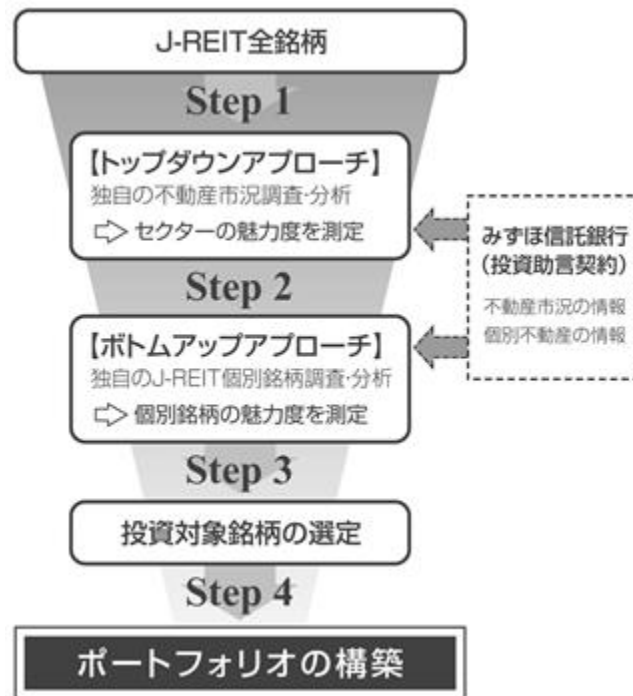 J-REIT全銘柄
Step 1
【トップダウンアプローチ】
独自の不動産市況調査・分析
⇨ セクターの魅力度を測定
みずほ信託銀行
(投資助言契約)
不動産市況の情報
個別不動産の情報
Step 2
【ボトムアップアプローチ】
独自のJ-REIT個別銘柄調査・分析
⇨ 個別銘柄の魅力度を測定
Step 3
投資対象銘柄の選定
Step 4
ポートフォリオの構築